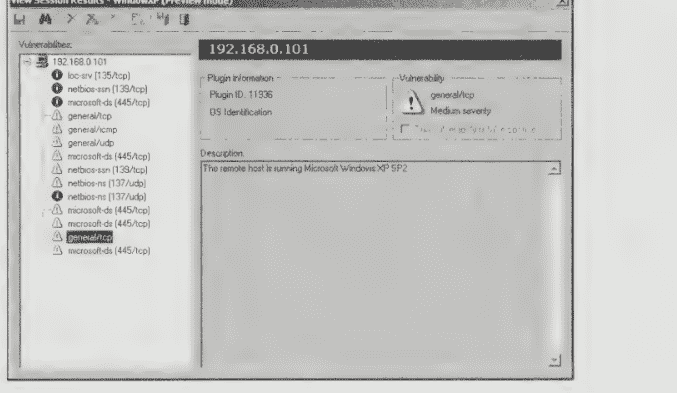 View Session Results - WindowsXP (Preview mode)
Vulnerabilities:
192.168.0.101
loc-srv (135/tcp)
netbios-ssn (139/tcp)
microsoft-ds (445/tcp)
general/tcp
general/icmp
general/udp
microsoft-ds (445/tcp)
netbios-ssn (139/tcp)
netbios-ns (137/udp)
netbios-ns (137/udp)
microsoft-ds (445/tcp)
microsoft-ds (445/tcp)
general/tcp
microsoft-ds (445/tcp)
192.168.0.101
Plugin information
Plugin ID: 11936
OS Identification
Vulnerability
general/tcp
Medium severity
Description:
The remote host is running Microsoft Windows XP SP2